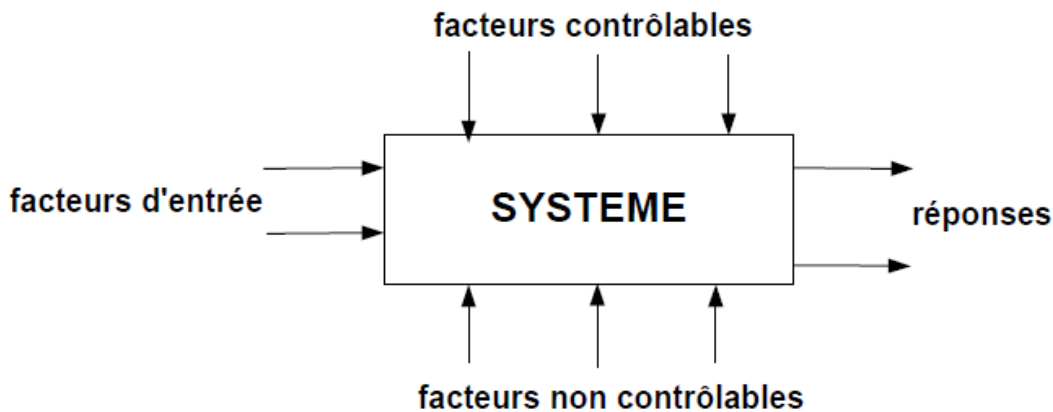 facteurs contrôlables
facteurs d'entrée
SYSTEME
réponses
facteurs non contrôlables